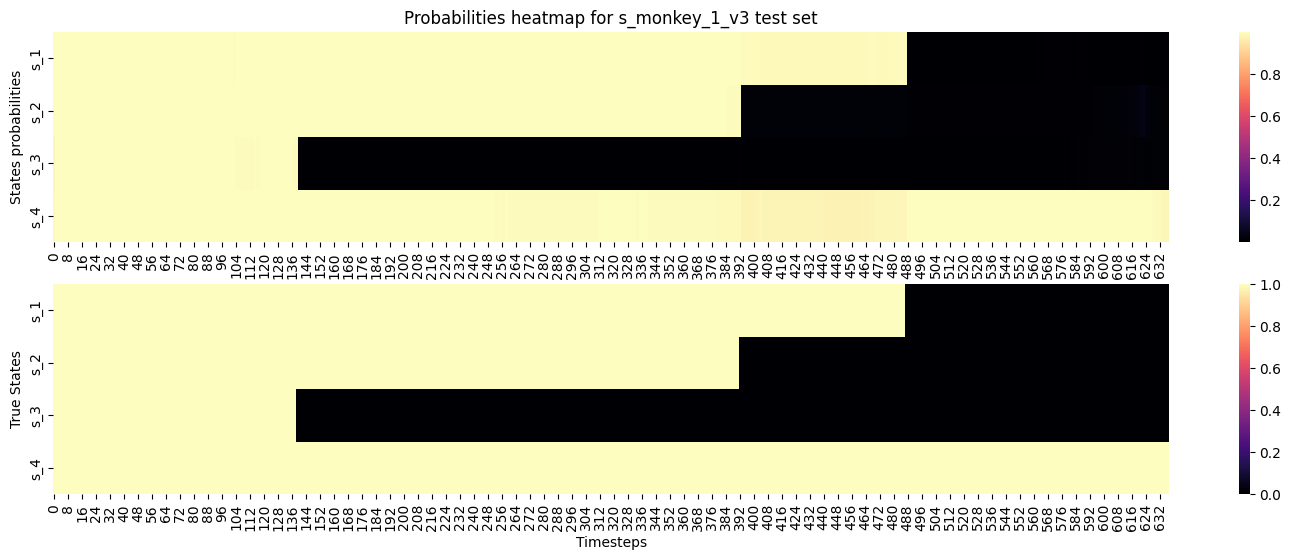 Probabilities heatmap for s_monkey_1_v3 test set
States probabilities
s_1
s_2
s_3
s_4
0 8 16 24 32 40 48 56 64 72 80 88 96 104 112 120 128 136 144 152 160 168 176 184 192 200 208 216 224 232 240 248 256 264 272 280 288 296 304 312 320 328 336 344 352 360 368 376 384 392 400 408 416 424 432 440 448 456 464 472 480 488 496 504 512 520 528 536 544 552 560 568 576 584 592 600 608 616 624 632
0.8
0.6
0.4
0.2
True States
s_1
s_2
s_3
s_4
0 8 16 24 32 40 48 56 64 72 80 88 96 104 112 120 128 136 144 152 160 168 176 184 192 200 208 216 224 232 240 248 256 264 272 280 288 296 304 312 320 328 336 344 352 360 368 376 384 392 400 408 416 424 432 440 448 456 464 472 480 488 496 504 512 520 528 536 544 552 560 568 576 584 592 600 608 616 624 632
Timesteps
1.0
0.8
0.6
0.4
0.2
0.0